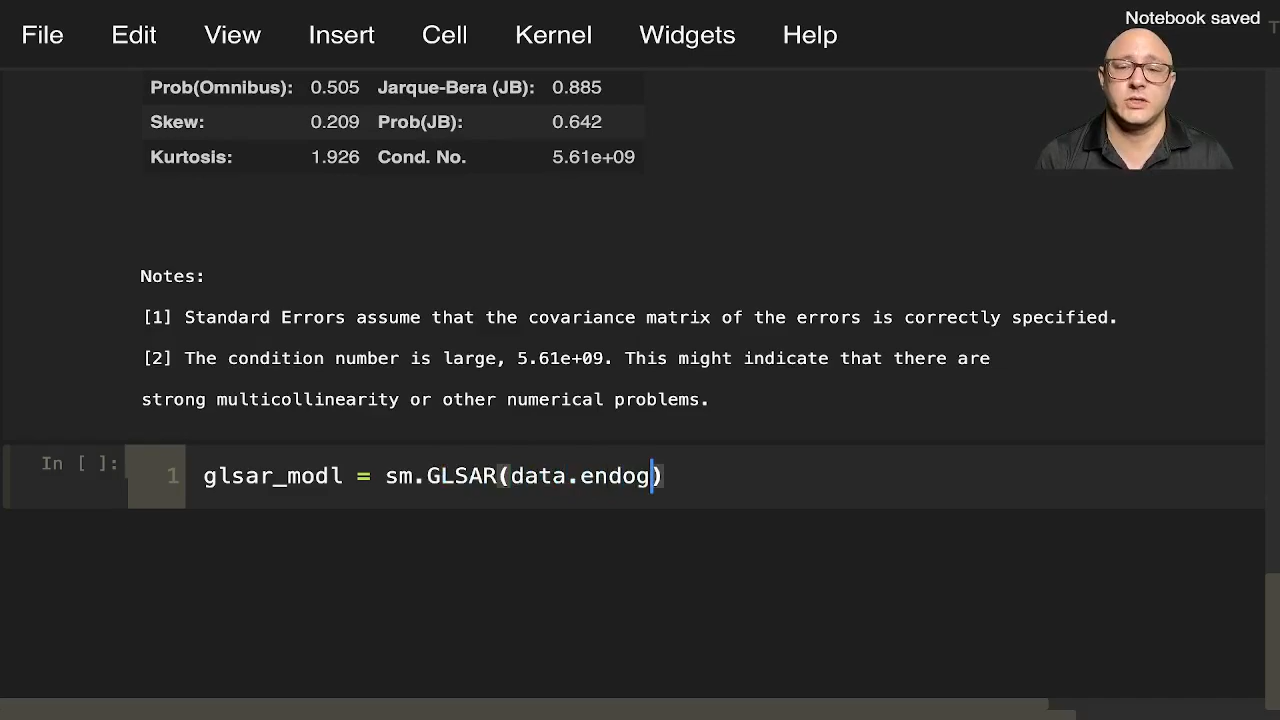 Notebook saved
File Edit View Insert Cell Kernel Widgets Help
Prob(Omnibus): 0.505 Jarque-Bera (JB): 0.885
Skew: 0.209 Prob(JB): 0.642
Kurtosis: 1.926 Cond. No. 5.61e+09
Notes:
[1] Standard Errors assume that the covariance matrix of the errors is correctly specified.
[2] The condition number is large, 5.61e+09. This might indicate that there are
strong multicollinearity or other numerical problems.
In [ ]: 1 glsar_modl = sm.GLSAR(data.endog)